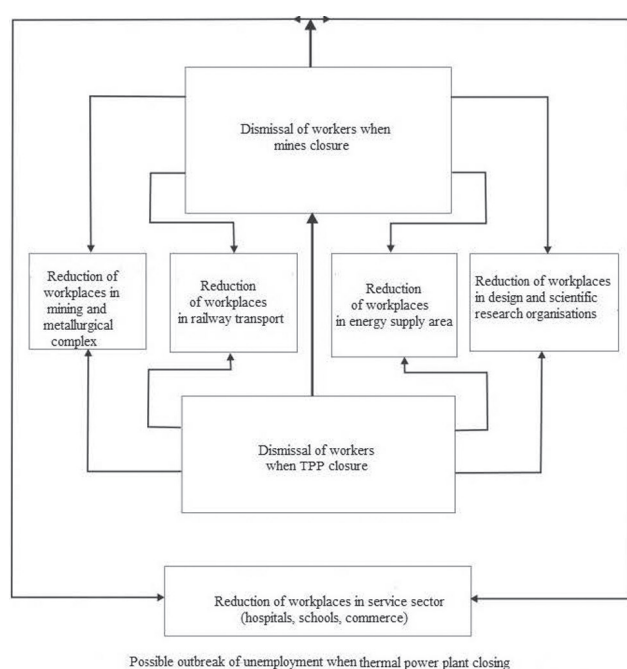 Dismissal of workers when
mines closure
Reduction of
workplaces in
mining and
metallurgical
complex
Reduction
of workplaces
in railway transport
Reduction
of workplaces
in energy supply area
Reduction of workplaces
in design and scientific
research organisations
Dismissal of workers
when TPP closure
Reduction of workplaces in service sector
(hospitals, schools, commerce)
Possible outbreak of unemployment when thermal power plant closing